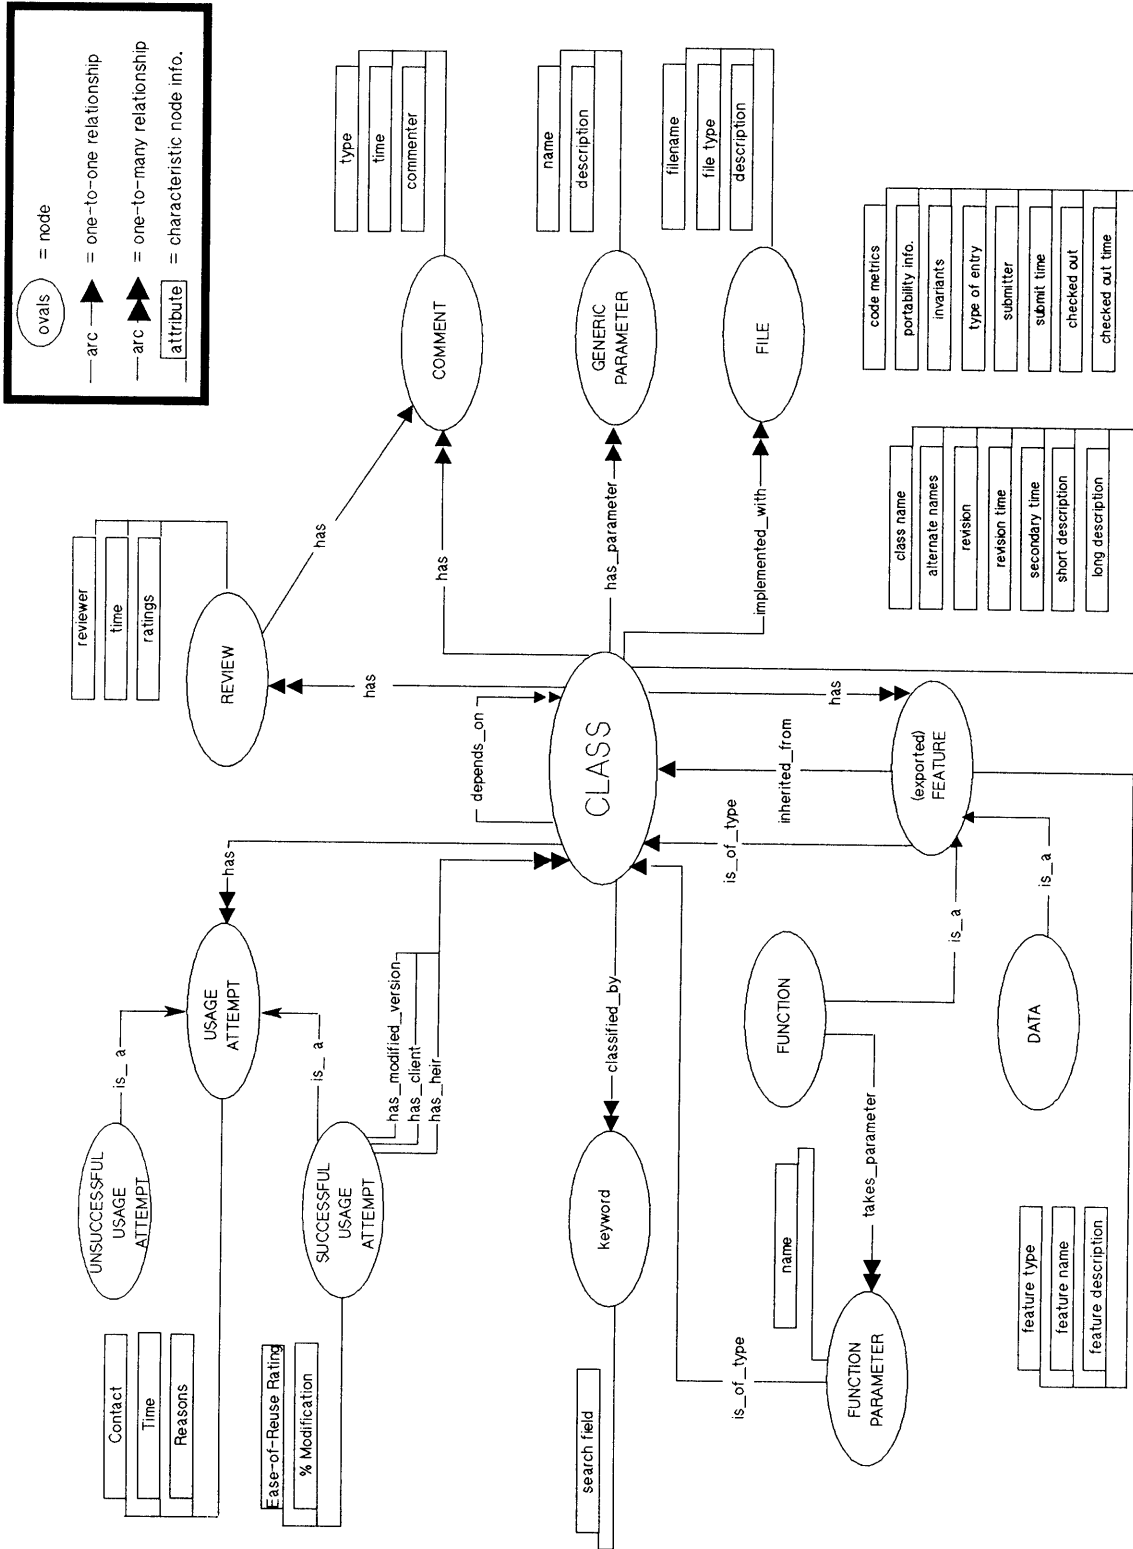 ovals
= node
arc
= one-to-one relationship
arc
= one-to-many relationship
attribute
= characteristic node info.
Contact
Time
Reasons
UNSUCCESSFUL
USAGE
ATTEMPT
is_ a
USAGE
ATTEMPT
has
reviewer
time
ratings
REVIEW
has
has
Ease-of-Reuse Rating
% Modification
SUCCESSFUL
USAGE
ATTEMPT
is_ a
has_modified_version
has_client
has_heir
depends_on
type
time
commenter
COMMENT
has
search field
keyword
classified_by
CLASS
has_parameter
GENERIC
PARAMETER
name
description
implemented_with
FILE
filename
file type
description
is_of_type
name
FUNCTION
PARAMETER
takes_parameter
FUNCTION
is_of_type
inherited_from
has
is_a
(exported)
FEATURE
DATA
is_a
feature type
feature name
feature description
class name
alternate names
revision
revision time
secondary time
short description
long description
code metrics
portability info.
invariants
type of entry
submitter
submit time
checked out
checked out time